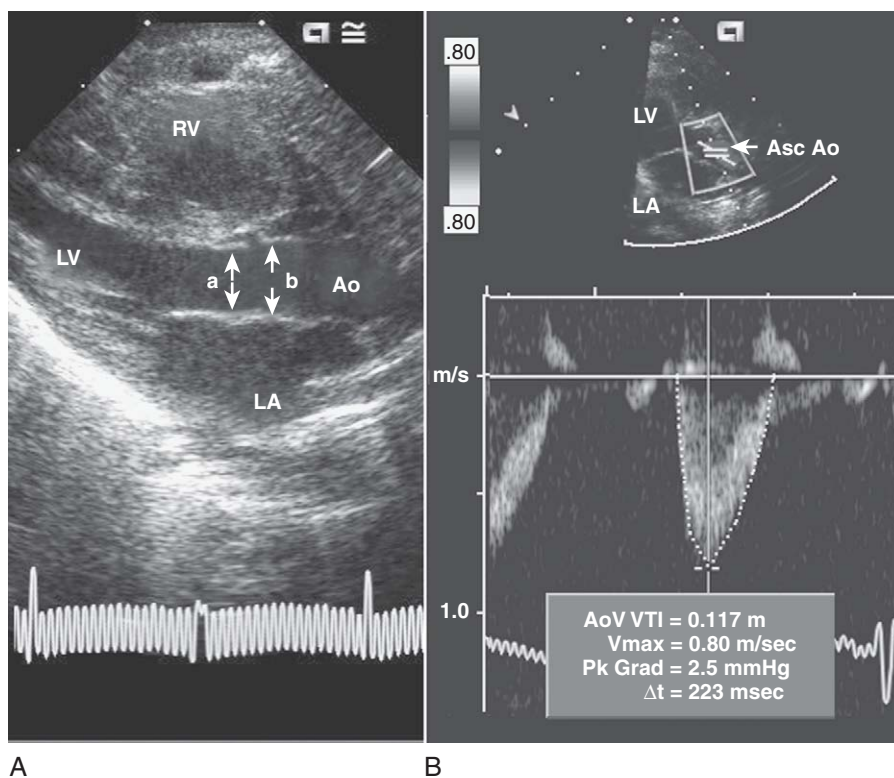 RV
LV
a
b
Ao
LA
A
.80
.80
LV
Asc Ao
LA
m/s
1.0
AoV VTI = 0.117 m
Vmax = 0.80 m/sec
Pk Grad = 2.5 mmHg
Δt = 223 msec
B